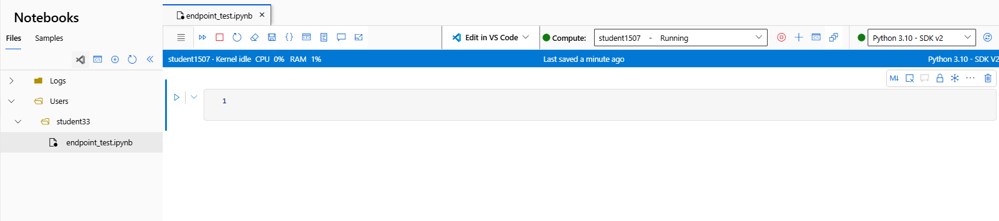 Notebooks
Files Samples
Logs
Users
student33
endpoint_test.ipynb
endpoint_test.ipynb ×
Edit in VS Code Compute: student1507 - Running Python 3.10 - SDK v2
student1507 · Kernel idle CPU 0% RAM 1% Last saved a minute ago Python 3.10 - SDK V2
M↓
1